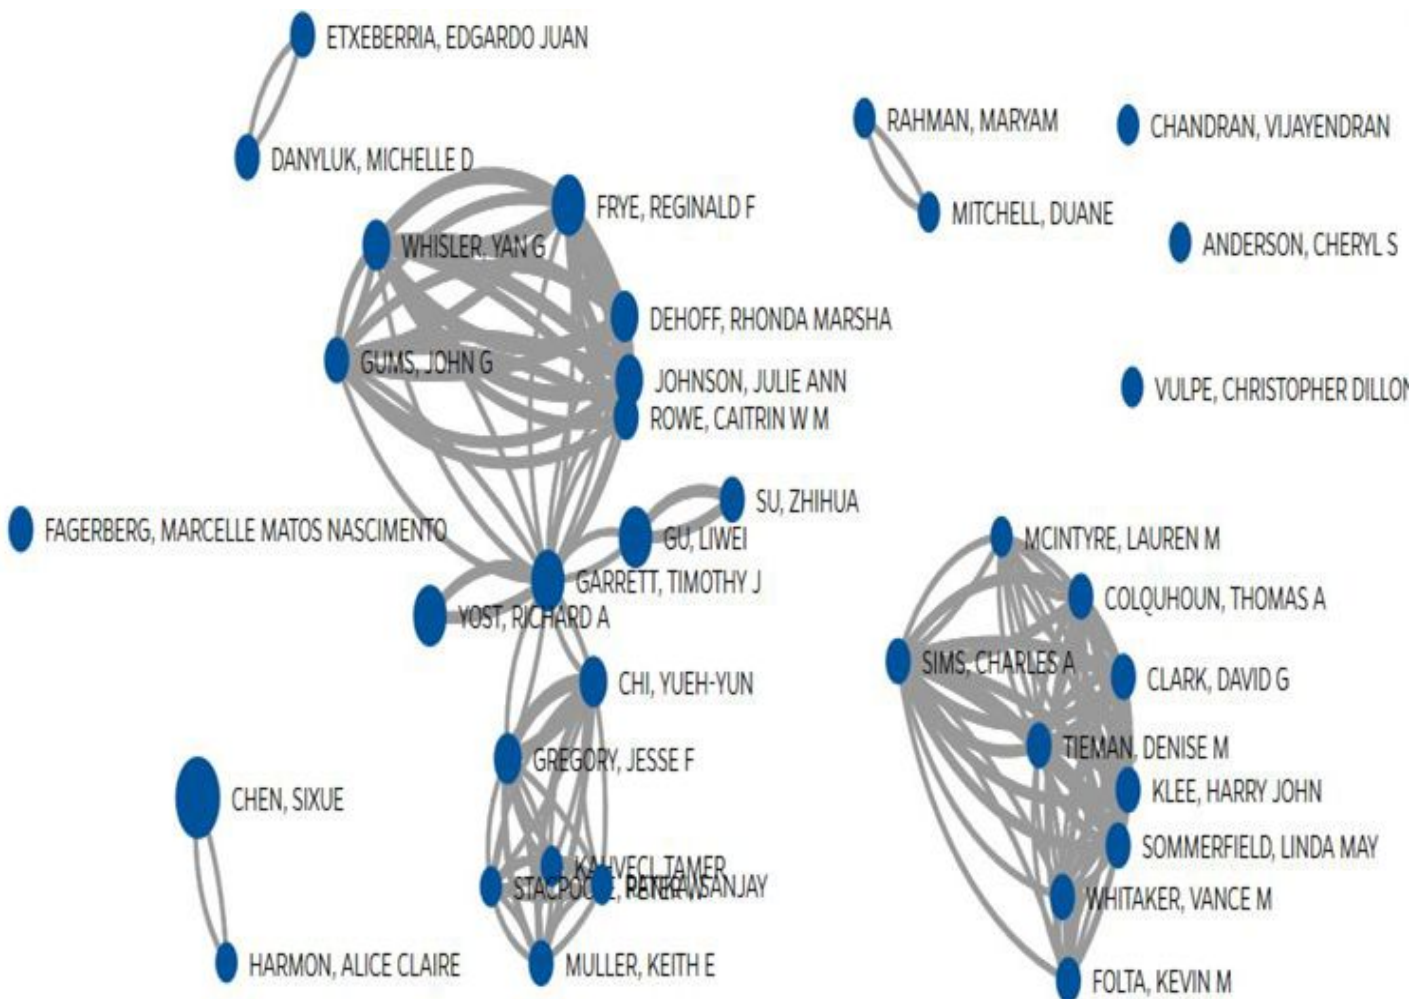 ETXEBERRIA, EDGARDO JUAN
RAHMAN, MARYAM
CHANDRAN, VIJAYENDRAN
DANYLUK, MICHELLE D
FRYE, REGINALD F
MITCHELL, DUANE
WHISLER, YAN G
ANDERSON, CHERYL S
DEHOFF, RHONDA MARSHA
GUMS, JOHN G
JOHNSON, JULIE ANN
VULPE, CHRISTOPHER DILLON
ROWE, CAITRIN W M
SU, ZHIHUA
FAGERBERG, MARCELLE MATOS NASCIMENTO
GU, LIWEI
MCINTYRE, LAUREN M
GARRETT, TIMOTHY J
COLQUHOUN, THOMAS A
YOST, RICHARD A
SIMS, CHARLES A
CHI, YUEH-YUN
CLARK, DAVID G
GREGORY, JESSE F
TIEMAN, DENISE M
CHEN, SIXUE
KLEE, HARRY JOHN
SOMMERFIELD, LINDA MAY
KAHVECI, TAMER
STACPOOLE, PETER W
SANJAY
WHITAKER, VANCE M
HARMON, ALICE CLAIRE
MULLER, KEITH E
FOLTA, KEVIN M